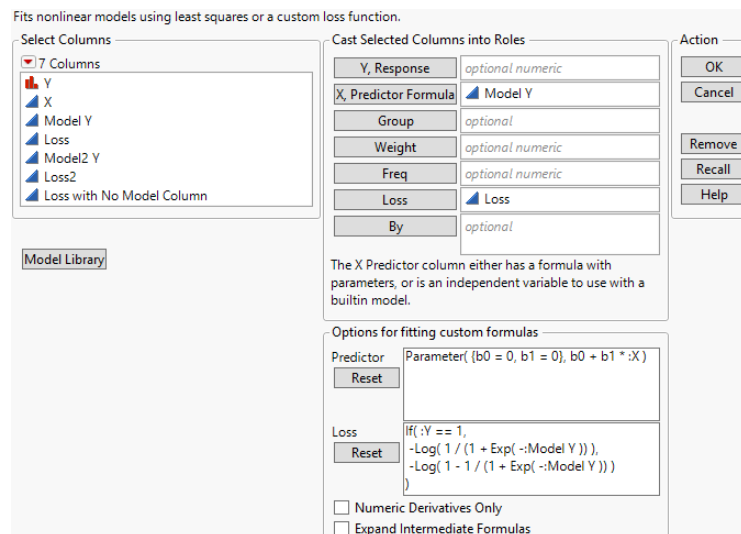 Fits nonlinear models using least squares or a custom loss function.
Select Columns
7 Columns
Y
X
Model Y
Loss
Model2 Y
Loss2
Loss with No Model Column
Model Library
Cast Selected Columns into Roles
Y, Response optional numeric
X, Predictor Formula Model Y
Group optional
Weight optional numeric
Freq optional numeric
Loss Loss
By optional
The X Predictor column either has a formula with
parameters, or is an independent variable to use with a
builtin model.
Options for fitting custom formulas
Predictor Parameter( {b0 = 0, b1 = 0}, b0 + b1 * :X )
Reset
Loss If( :Y == 1,
Reset -Log( 1 / (1 + Exp( -:Model Y )) ),
-Log( 1 - 1 / (1 + Exp( -:Model Y )) )
)
Numeric Derivatives Only
Expand Intermediate Formulas
Action
OK
Cancel
Remove
Recall
Help